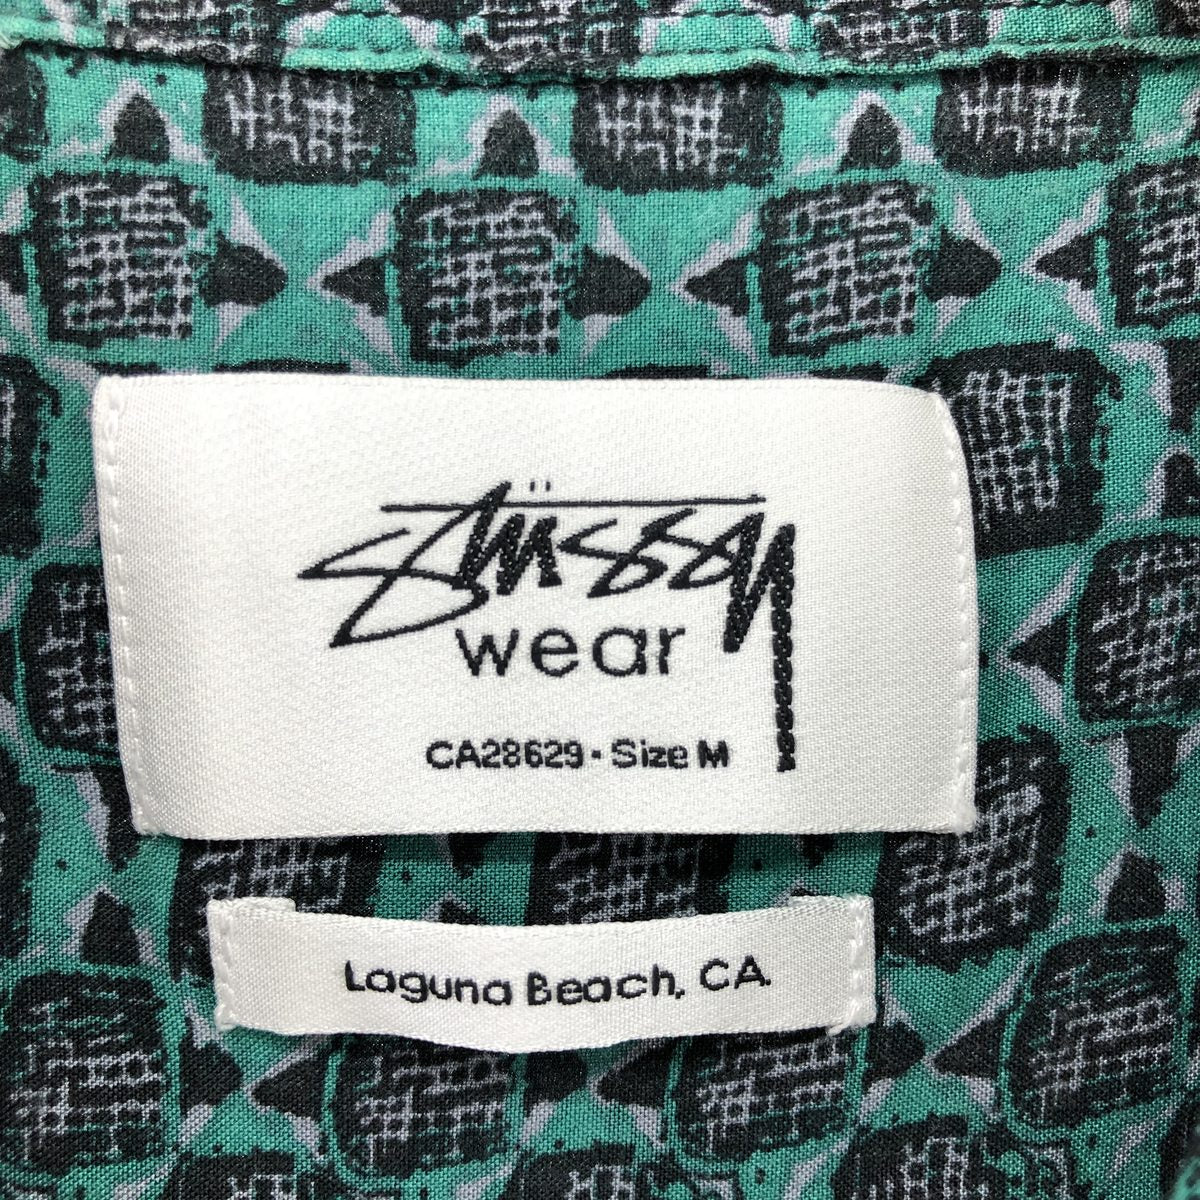 Stüssy
wear
CA28629 · Size M
Laguna Beach, CA.